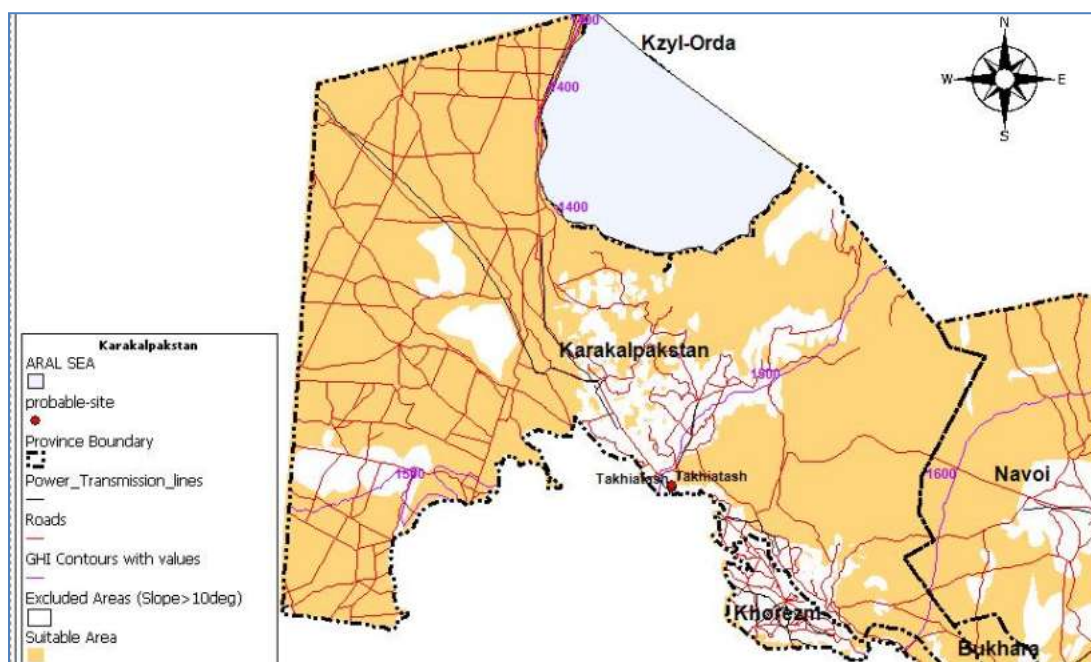 Kzyl-Orda
N
W
E
S
1400
1400
Karakalpakstan
ARAL SEA
probable-site
Province Boundary
Power_Transmission_lines
Roads
GHI Contours with values
Excluded Areas (Slope>10deg)
Suitable Area
Karakalpakstan
1500
Takhiatash
Takhiatash
1600
Navoi
Khorezm
Bukhara